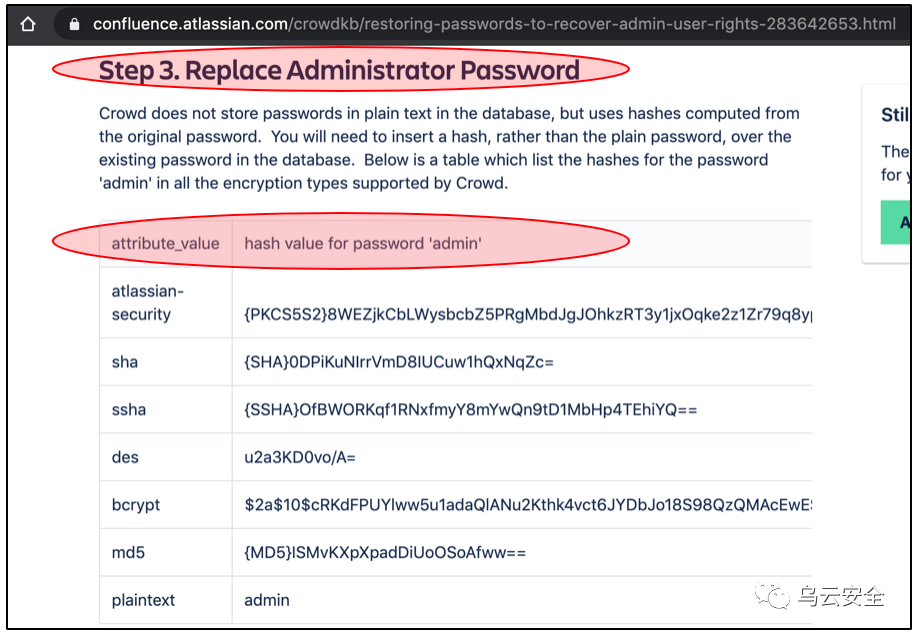 confluence.atlassian.com/crowdkb/restoring-passwords-to-recover-admin-user-rights-283642653.html
Step 3. Replace Administrator Password
Crowd does not store passwords in plain text in the database, but uses hashes computed from
the original password.  You will need to insert a hash, rather than the plain password, over the
existing password in the database.  Below is a table which list the hashes for the password
'admin' in all the encryption types supported by Crowd.
Stil
The
for y
A
attribute_value hash value for password 'admin'
atlassian-
security {PKCS5S2}8WEZjkCbLWysbcbZ5PRgMbdJgJOhkzRT3y1jxOqke2z1Zr79q8yp
sha {SHA}0DPiKuNIrrVmD8IUCuw1hQxNqZc=
ssha {SSHA}OfBWORKqf1RNxfmyY8mYwQn9tD1MbHp4TEhiYQ==
des u2a3KD0vo/A=
bcrypt $2a$10$cRKdFPUYlww5u1adaQlANu2Kthk4vct6JYDbJo18S98QzQMAcEwE
md5 {MD5}ISMvKXpXpadDiUoOSoAfww==
plaintext admin
乌云安全